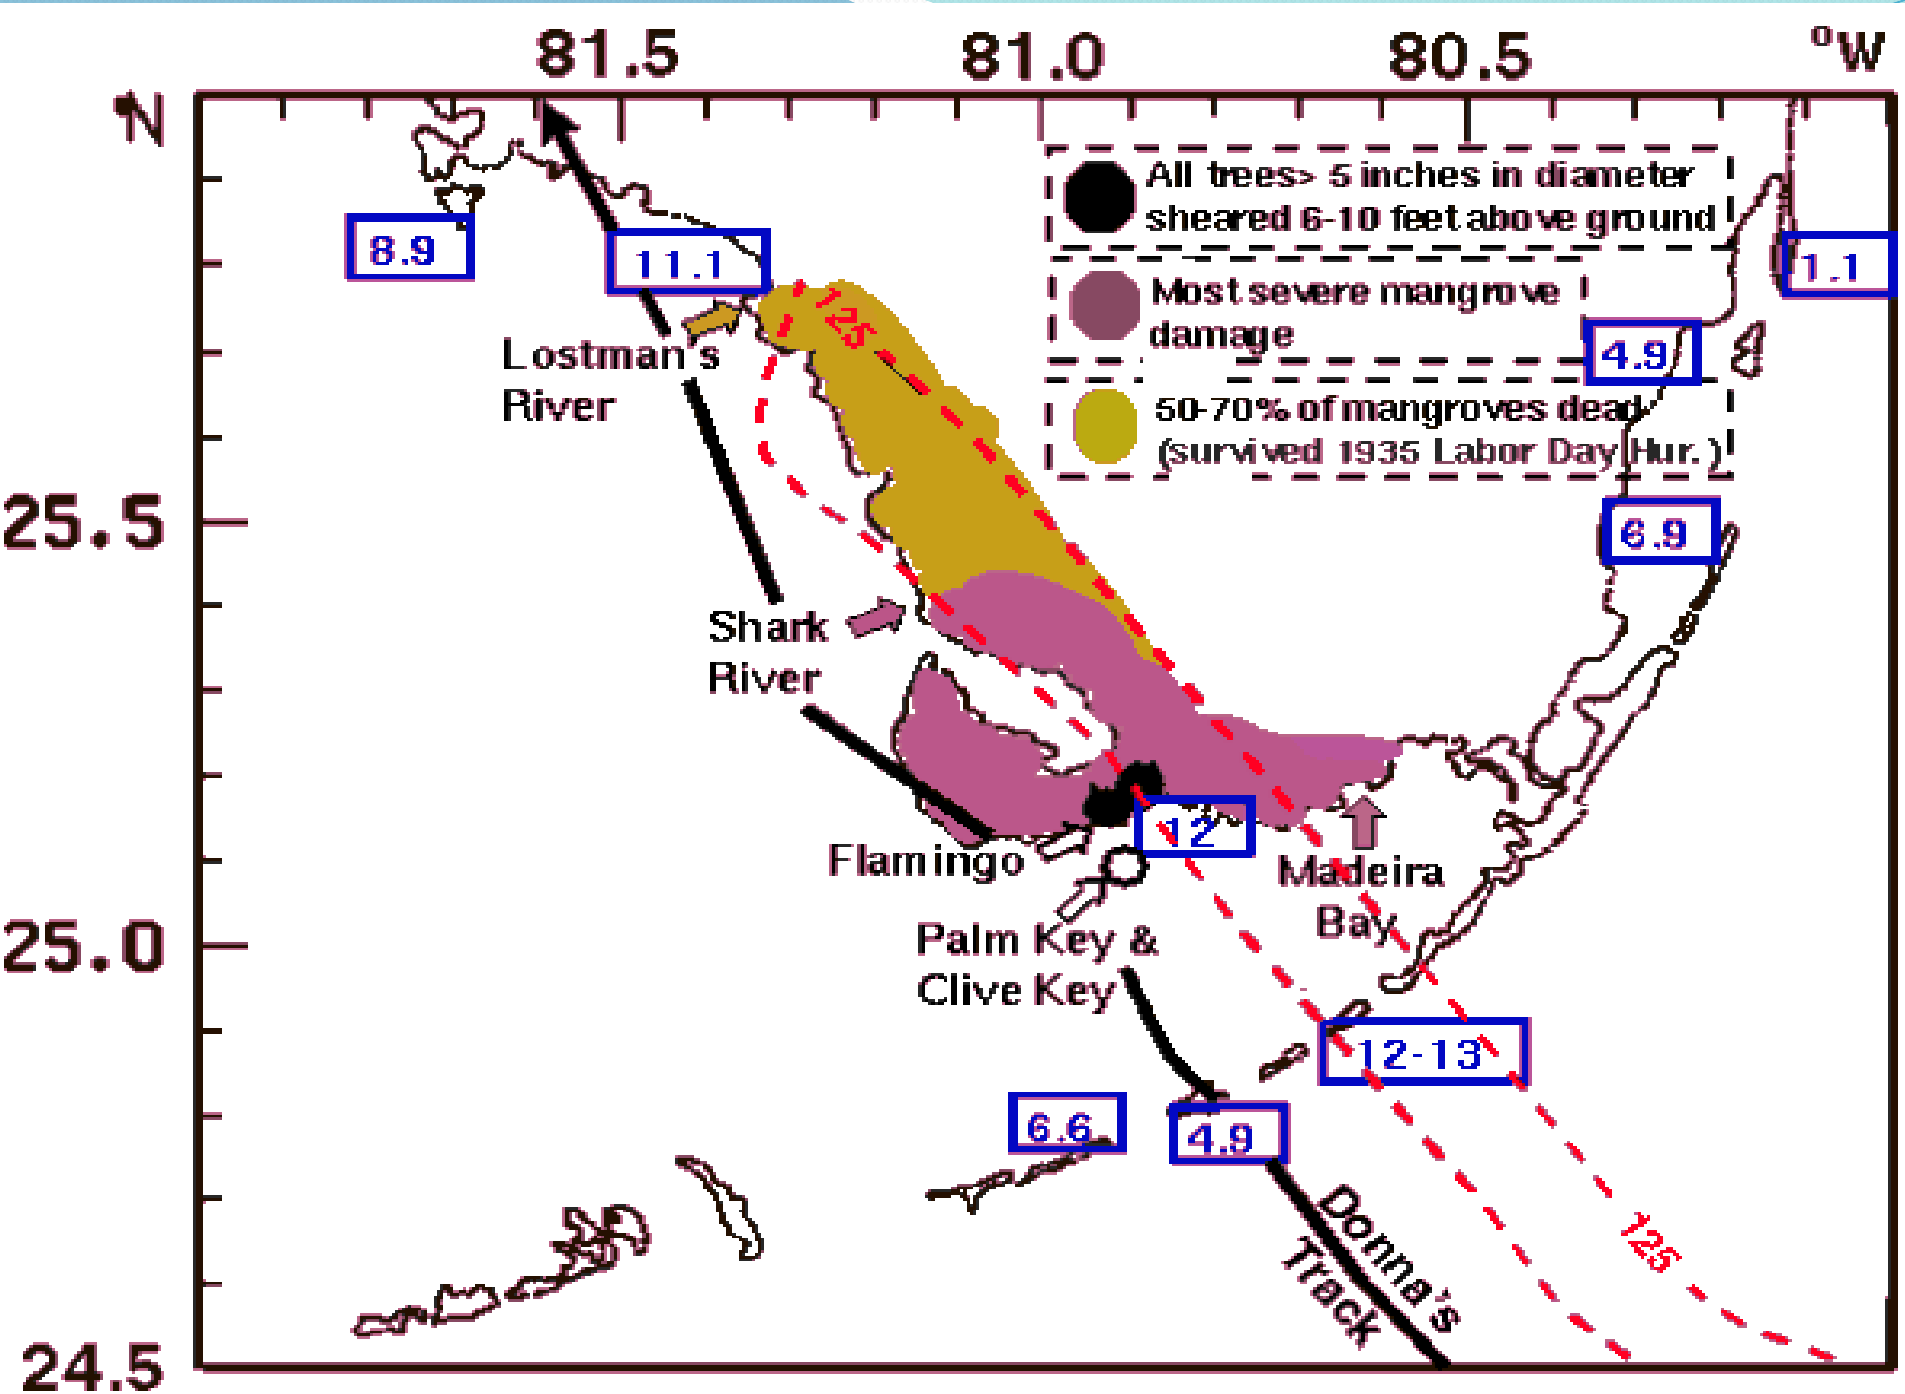 81.5 81.0 80.5 °W
°N
All trees> 5 inches in diameter
sheared 6-10 feet above ground
8.9
11.1
1.1
Most severe mangrove
damage
125
Lostman's
River
4.9
50-70% of mangroves dead
(survived 1935 Labor Day Hur.)
25.5
6.9
Shark
River
12
Flamingo
Madeira
Bay
25.0
Palm Key &
Clive Key
12-13
6.6
4.9
Donna's
Track
125
24.5